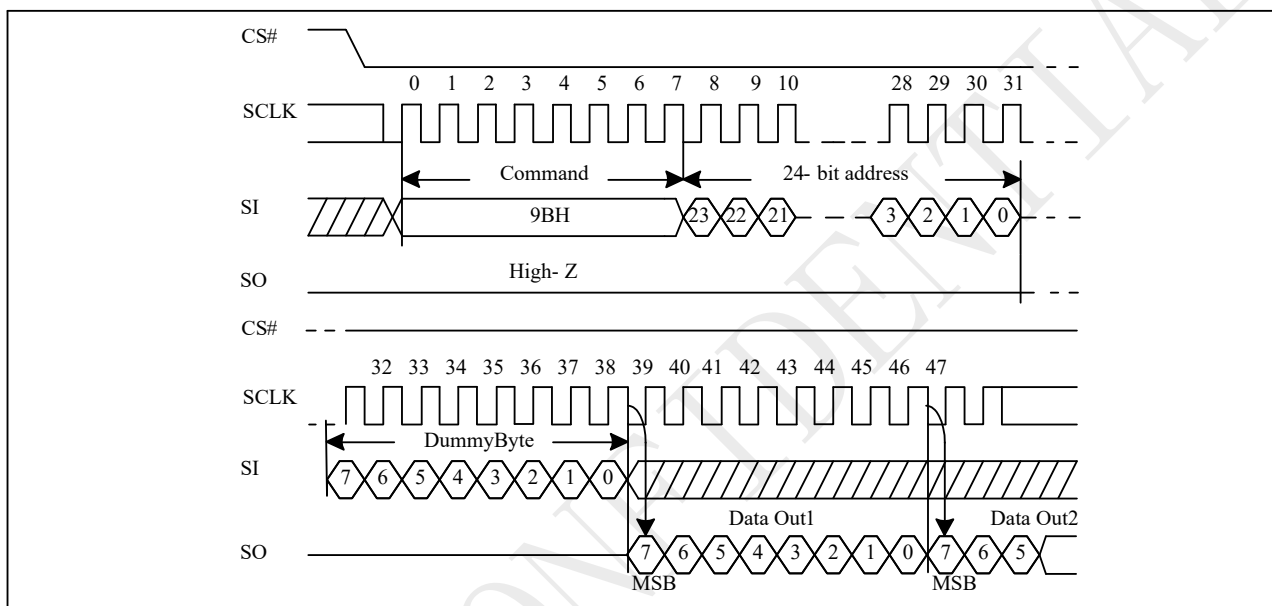 CS#
0 1 2 3 4 5 6 7 8 9 10 28 29 30 31
SCLK
Command 24- bit address
SI 9BH 23 22 21 3 2 1 0
High- Z
SO
CS#
32 33 34 35 36 37 38 39 40 41 42 43 44 45 46 47
SCLK
DummyByte
SI 7 6 5 4 3 2 1 0
Data Out1 Data Out2
SO 7 6 5 4 3 2 1 0 7 6 5
MSB MSB
CONFIDENTIAL